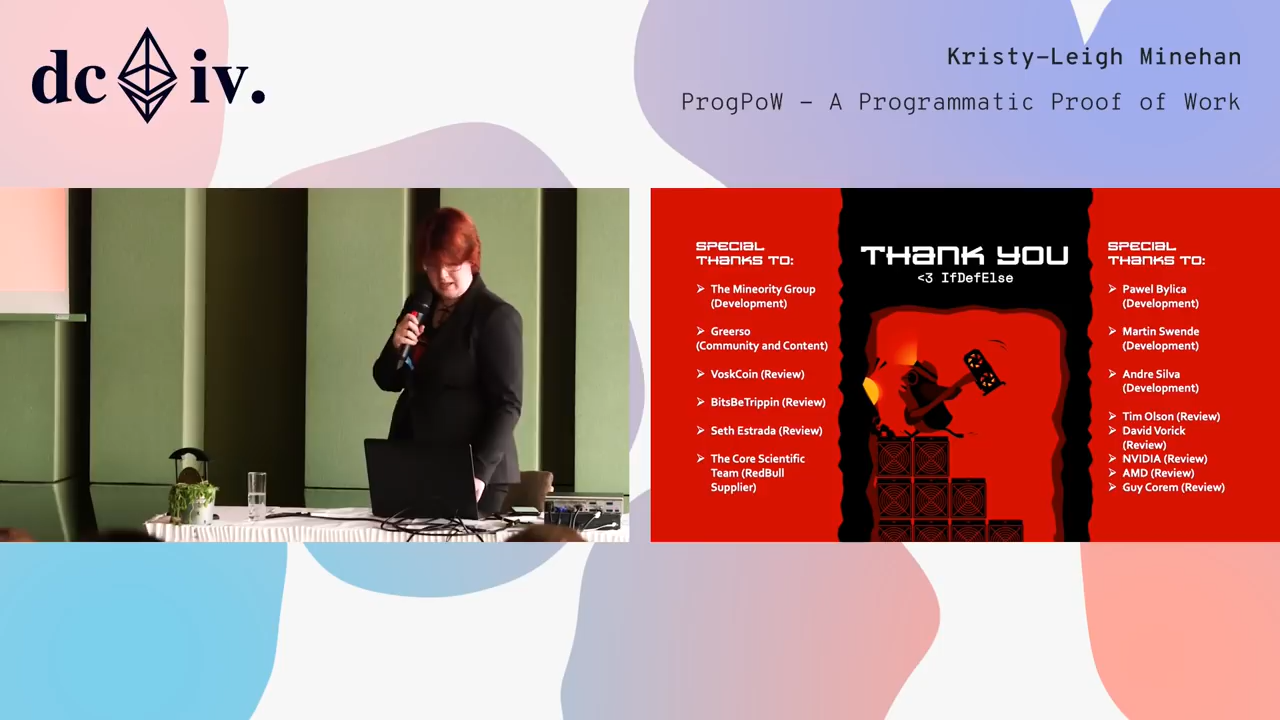 dc iv.
Kristy-Leigh Minehan
ProgPoW - A Programmatic Proof of Work
SPECIAL
THANKS TO:
➢ The Mineority Group
(Development)
➢ Greerso
(Community and Content)
➢ VoskCoin (Review)
➢ BitsBeTrippin (Review)
➢ Seth Estrada (Review)
➢ The Core Scientific
Team (RedBull
Supplier)
THANK YOU
<3 IfDefElse
SPECIAL
THANKS TO:
➢ Pawel Bylica
(Development)
➢ Martin Swende
(Development)
➢ Andre Silva
(Development)
➢ Tim Olson (Review)
➢ David Vorick
(Review)
➢ NVIDIA (Review)
➢ AMD (Review)
➢ Guy Corem (Review)